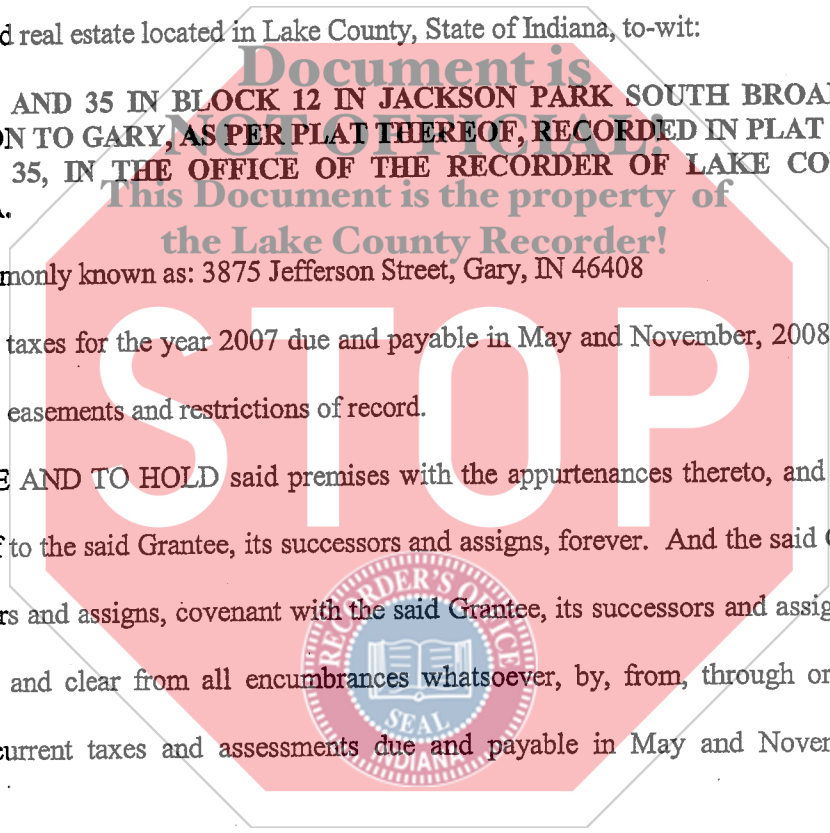 d real estate located in Lake County, State of Indiana, to-wit:
Document is
AND 35 IN BLOCK 12 IN JACKSON PARK SOUTH BROA
ON TO GARY, AS PER PLAT THEREOF, RECORDED IN PLAT
NOT OFFICIAL!
35, IN THE OFFICE OF THE RECORDER OF LAKE CO
This Document is the property of
A.
the Lake County Recorder!
monly known as: 3875 Jefferson Street, Gary, IN 46408
taxes for the year 2007 due and payable in May and November, 2008
STOP
easements and restrictions of record.
E AND TO HOLD said premises with the appurtenances thereto, and
f to the said Grantee, its successors and assigns, forever. And the said
rs and assigns, covenant with the said Grantee, its successors and assig
RECORDER'S OFFICE
and clear from all encumbrances whatsoever, by, from, through or
SEAL
current taxes and assessments due and payable in May and Noven
INDIANA